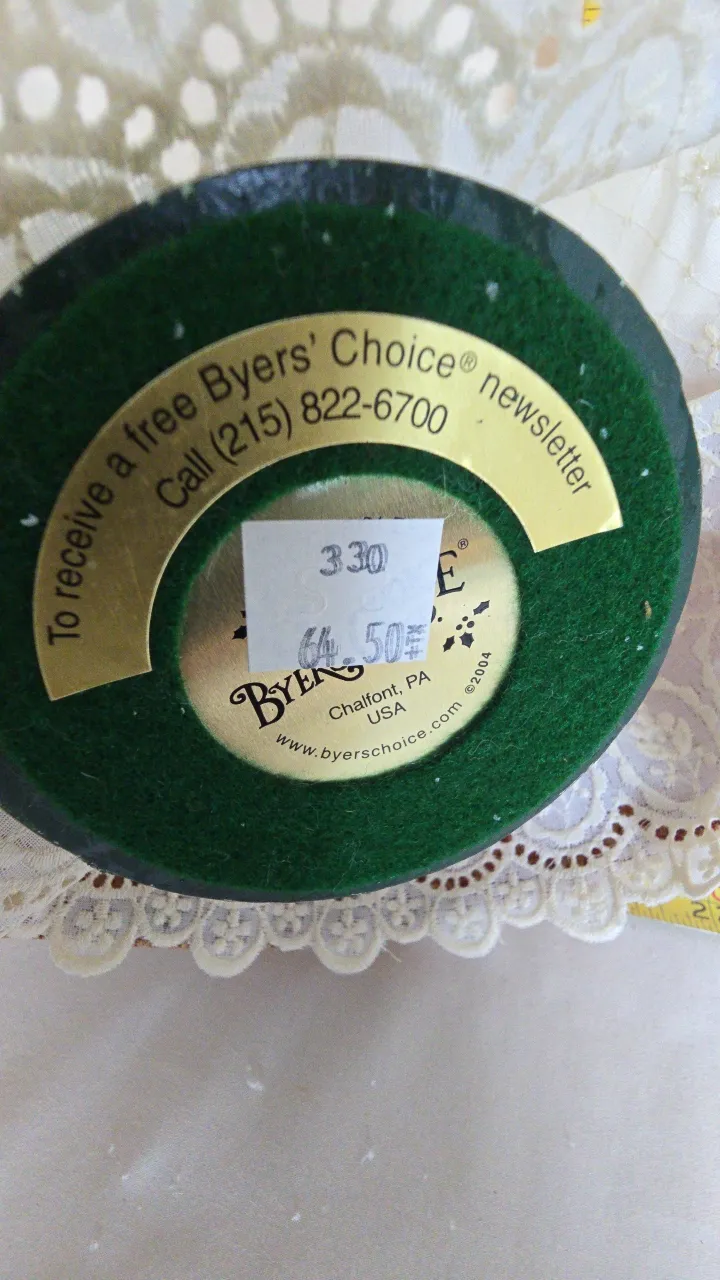 To receive a free Byers' Choice® newsletter
Call (215) 822-6700
330
64.50+TX
Chalfont, PA
USA
www.byerschoice.com ©2004